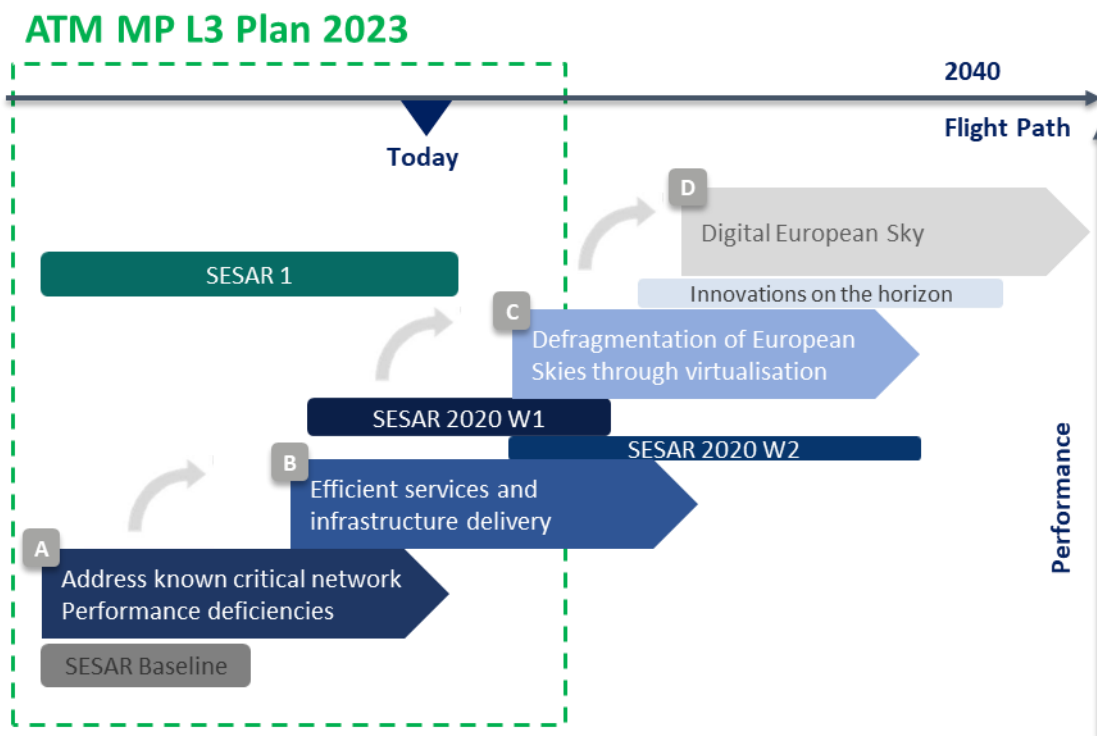 ATM MP L3 Plan 2023
2040
Flight Path
Today
D
Digital European Sky
SESAR 1
Innovations on the horizon
C
Defragmentation of European
Skies through virtualisation
SESAR 2020 W1
SESAR 2020 W2
B
Efficient services and
infrastructure delivery
Performance
A
Address known critical network
Performance deficiencies
SESAR Baseline